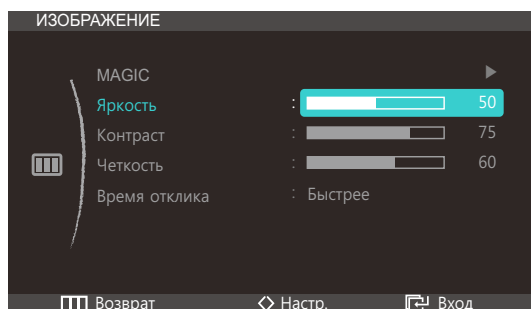 ИЗОБРАЖЕНИЕ
MAGIC
Яркость : 50
Контраст : 75
Четкость : 60
Время отклика : Быстрее
Возврат Настр. Вход